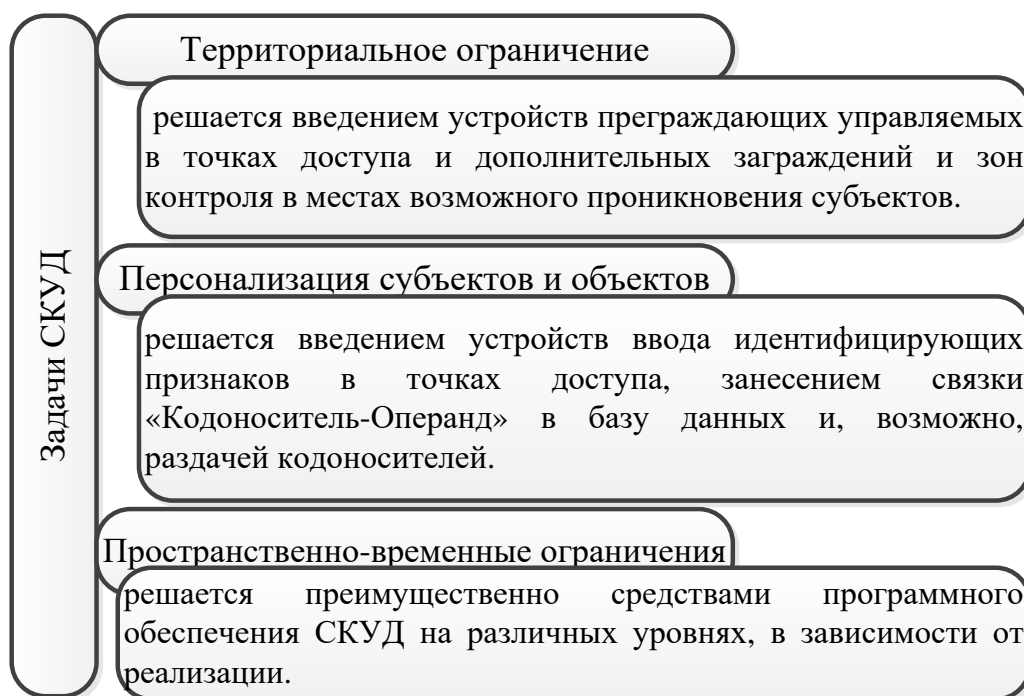 Задачи СКУД
Территориальное ограничение
решается введением устройств преграждающих управляемых
в точках доступа и дополнительных заграждений и зон
контроля в местах возможного проникновения субъектов.
Персонализация субъектов и объектов
решается введением устройств ввода идентифицирующих
признаков в точках доступа, занесением связки
«Кодоноситель-Операнд» в базу данных и, возможно,
раздачей кодоносителей.
Пространственно-временные ограничения
решается преимущественно средствами программного
обеспечения СКУД на различных уровнях, в зависимости от
реализации.